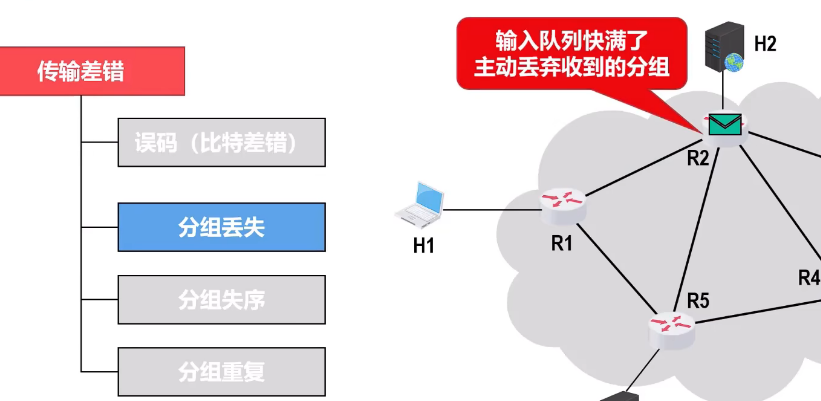 传输差错
误码（比特差错）
分组丢失
分组失序
分组重复
输入队列快满了
主动丢弃收到的分组
H2
R2
H1
R1
R4
R5